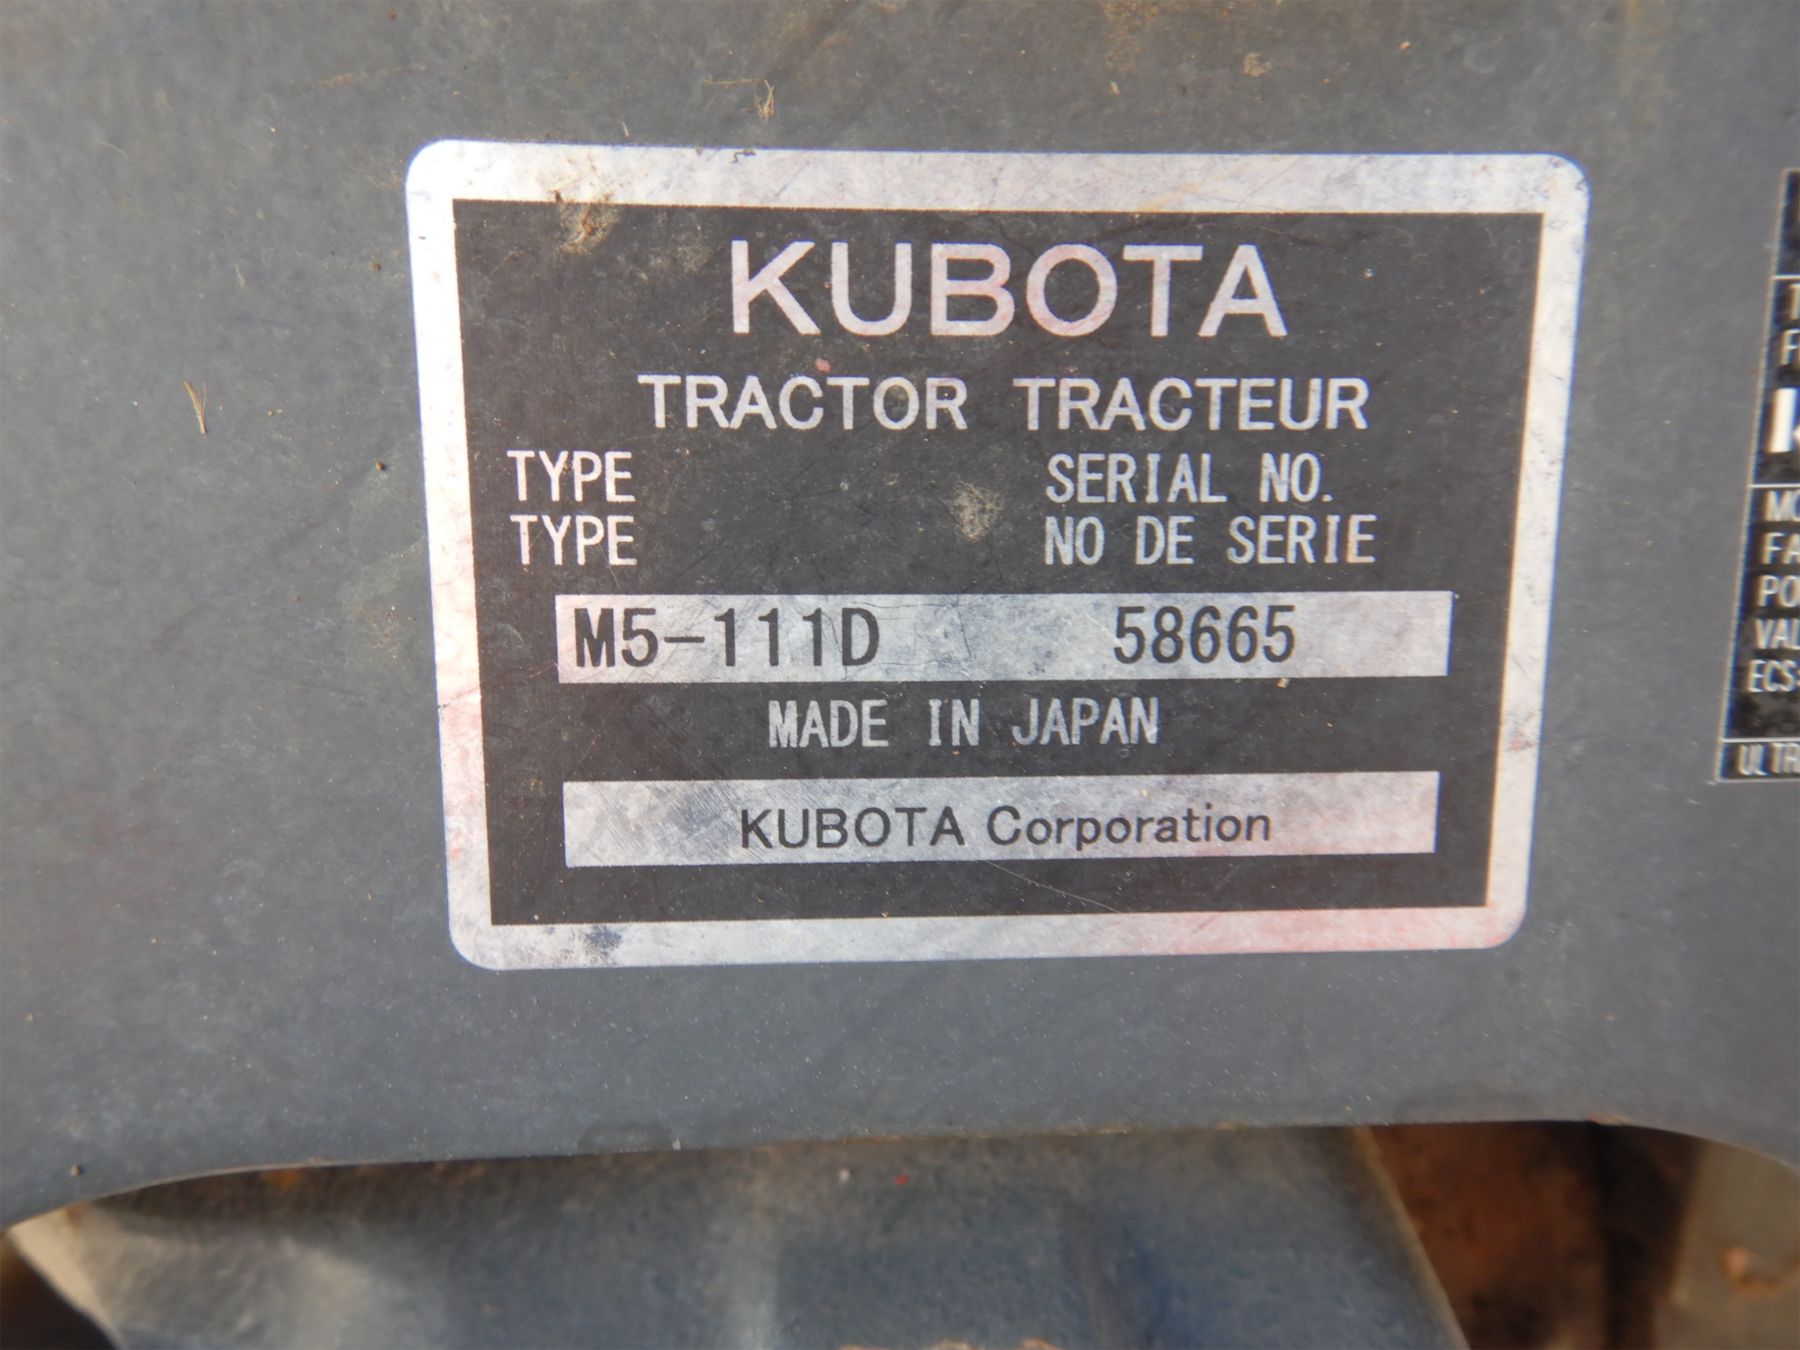 KUBOTA
TRACTOR TRACTEUR
TYPE SERIAL NO.
TYPE NO DE SERIE
M5-111D 58665
MADE IN JAPAN
KUBOTA Corporation